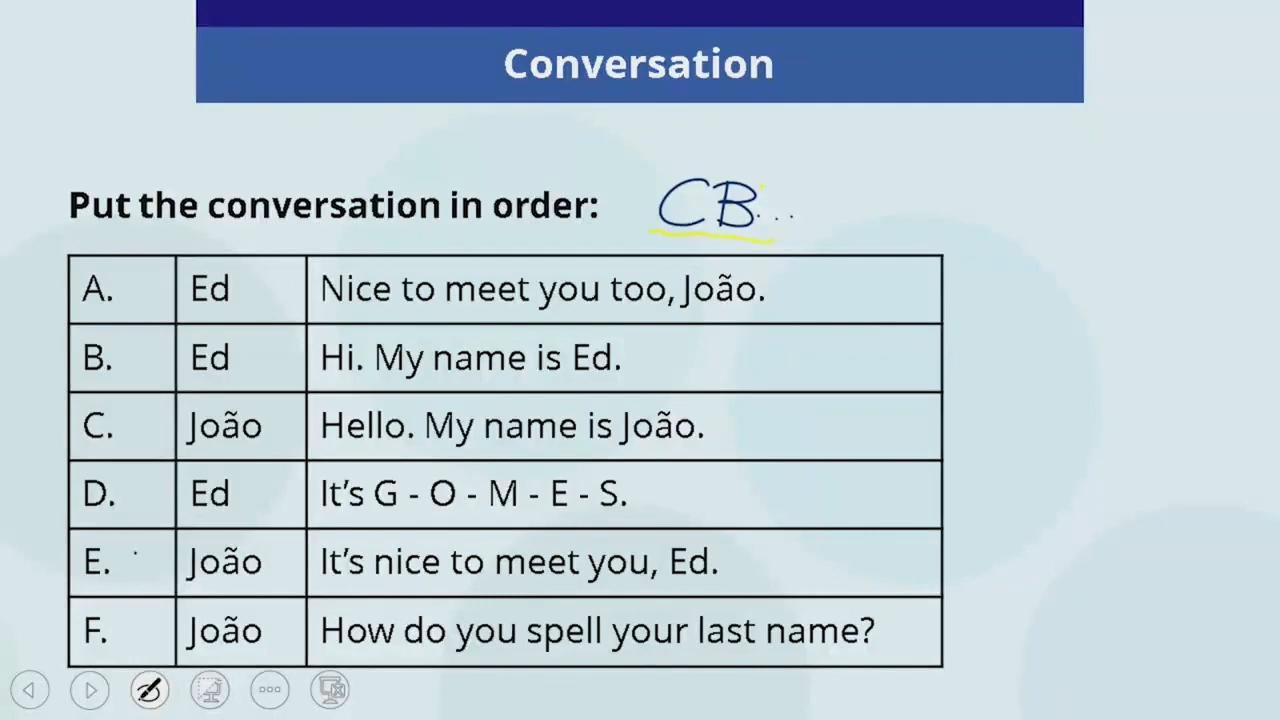 Conversation
Put the conversation in order: CB...
A. Ed Nice to meet you too, João.
B. Ed Hi. My name is Ed.
C. João Hello. My name is João.
D. Ed It’s G - O - M - E - S.
E. João It’s nice to meet you, Ed.
F. João How do you spell your last name?